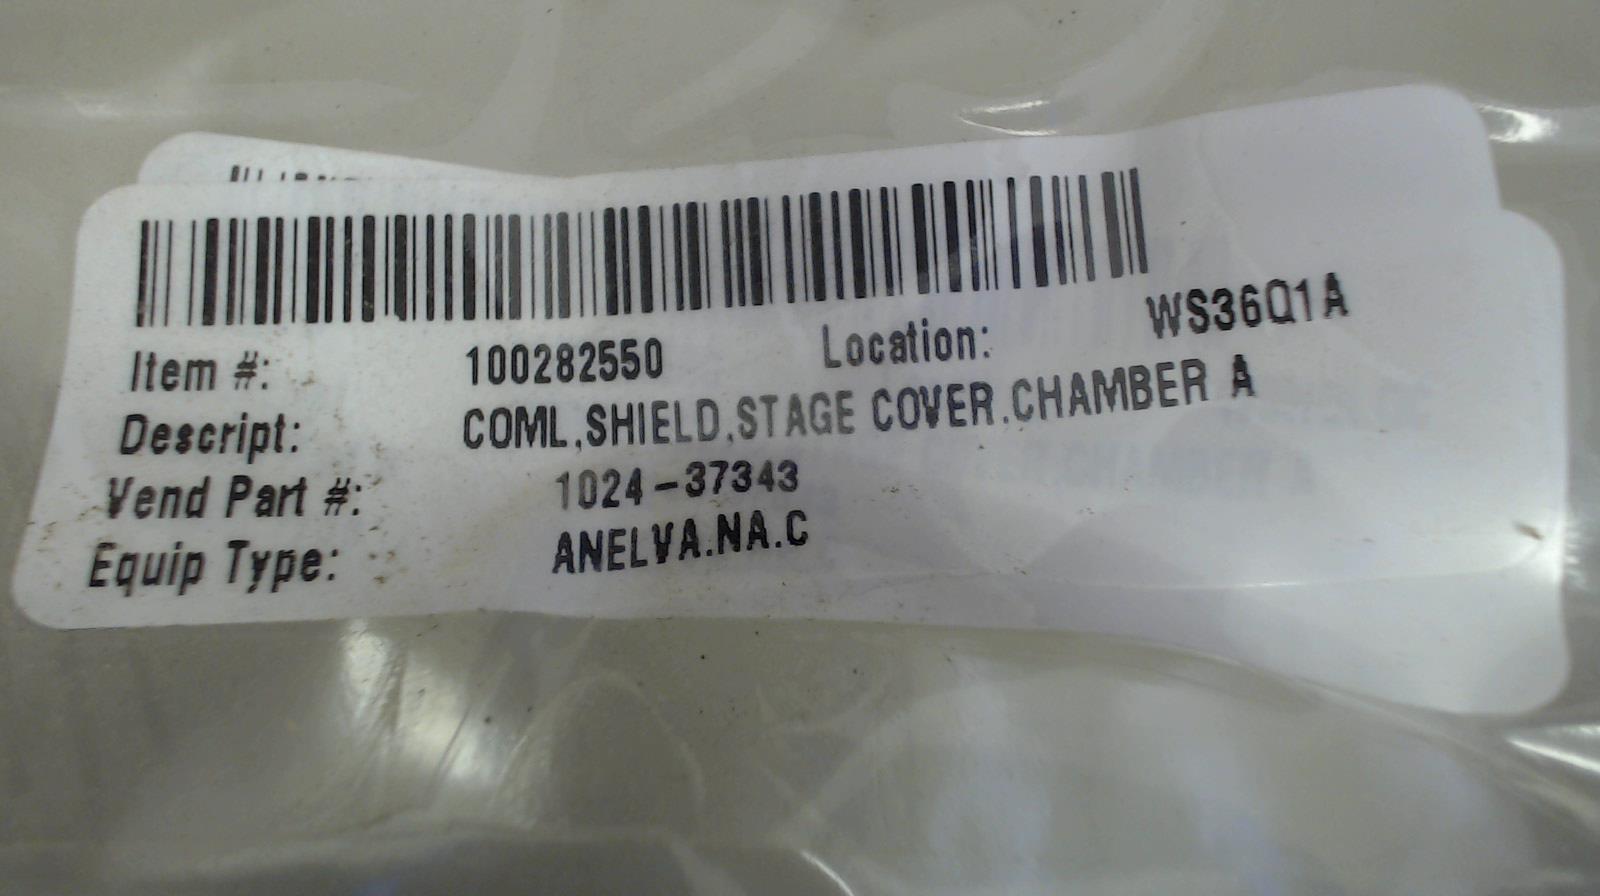 Item #: 100282550 Location: WS36Q1A
Descript: COML,SHIELD,STAGE COVER,CHAMBER A
Vend Part #: 1024-37343
Equip Type: ANELVA.NA.C